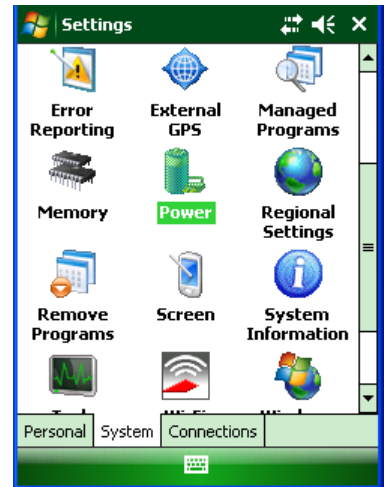 Settings
Error Reporting
External GPS
Managed Programs
Memory
Power
Regional Settings
Remove Programs
Screen
System Information
Personal
System
Connections